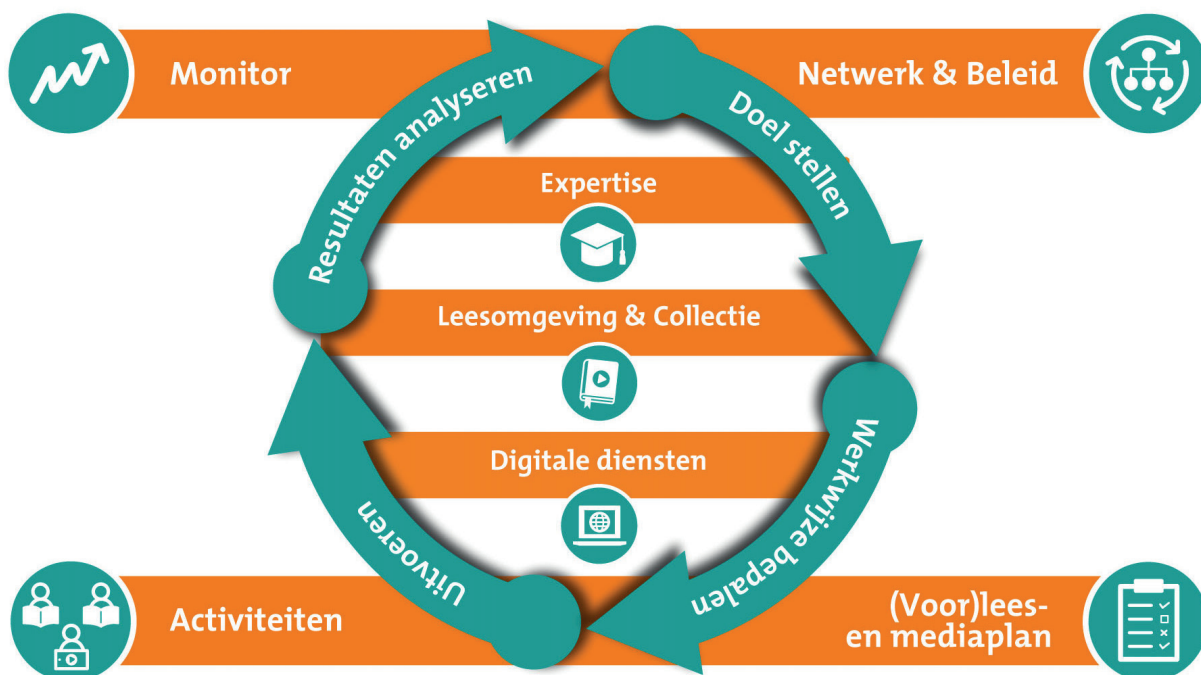 Monitor
Netwerk & Beleid
Resultaten analyseren
Doel stellen
Expertise
Leesomgeving & Collectie
Digitale diensten
Werkwijze bepalen
Uitvoeren
Activiteiten
(Voor)lees-
en mediaplan